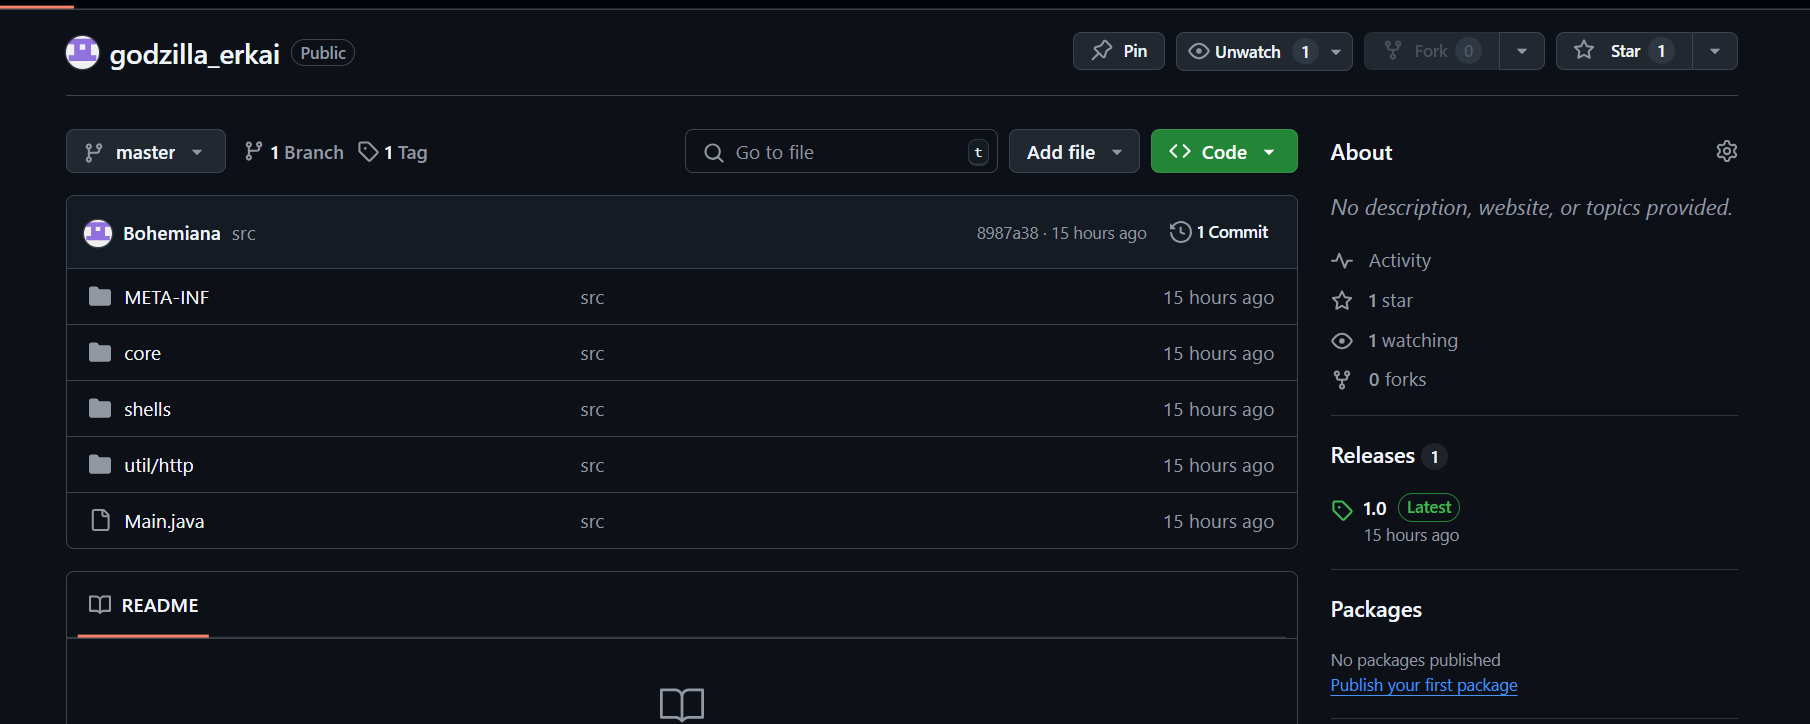 godzilla_erkai Public
Pin
Unwatch 1
Fork 0
Star 1
master
1 Branch
1 Tag
Go to file t
Add file
Code
Bohemiana src 8987a38 · 15 hours ago 1 Commit
META-INF src 15 hours ago
core src 15 hours ago
shells src 15 hours ago
util/http src 15 hours ago
Main.java src 15 hours ago
README
About
No description, website, or topics provided.
Activity
1 star
1 watching
0 forks
Releases 1
1.0 Latest
15 hours ago
Packages
No packages published
Publish your first package